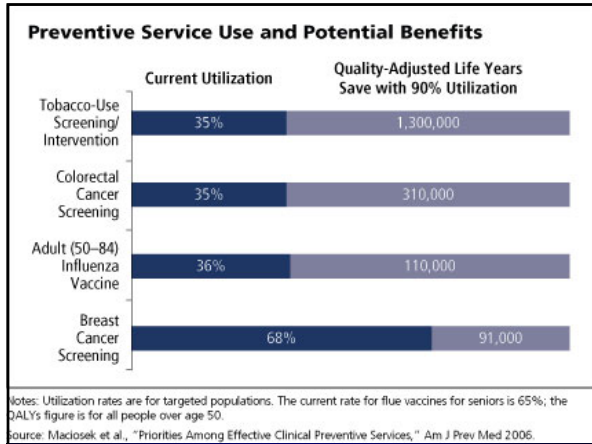 Preventive Service Use and Potential Benefits
Current Utilization
Quality-Adjusted Life Years
Save with 90% Utilization
Tobacco-Use
Screening/
Intervention
35%
1,300,000
Colorectal
Cancer
Screening
35%
310,000
Adult (50–84)
Influenza
Vaccine
36%
110,000
Breast
Cancer
Screening
68%
91,000
Notes: Utilization rates are for targeted populations. The current rate for flue vaccines for seniors is 65%; the
QALYs figure is for all people over age 50.
Source: Maciosek et al., "Priorities Among Effective Clinical Preventive Services," Am J Prev Med 2006.